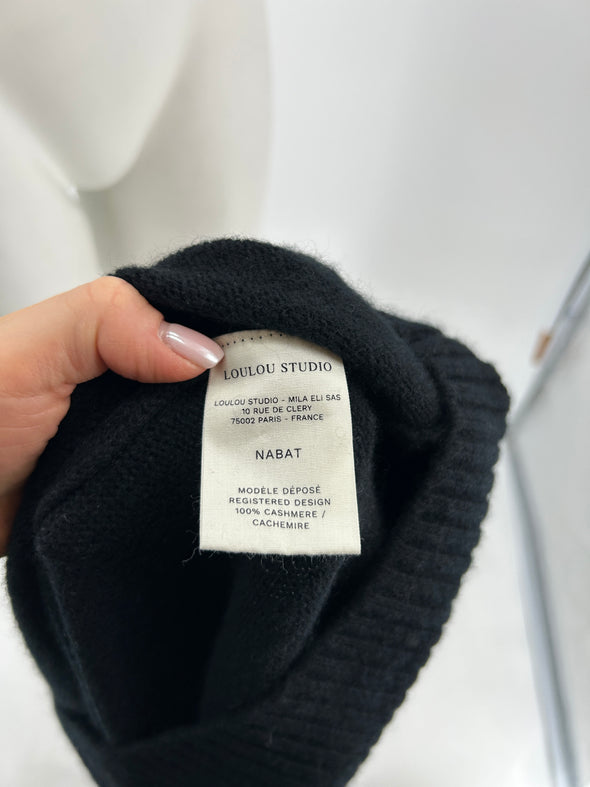 LOULOU STUDIO
LOULOU STUDIO - MILA ELI SAS
10 RUE DE CLERY
75002 PARIS - FRANCE
NABAT
MODÈLE DÉPOSÉ
REGISTERED DESIGN
100% CASHMERE /
CACHEMIRE